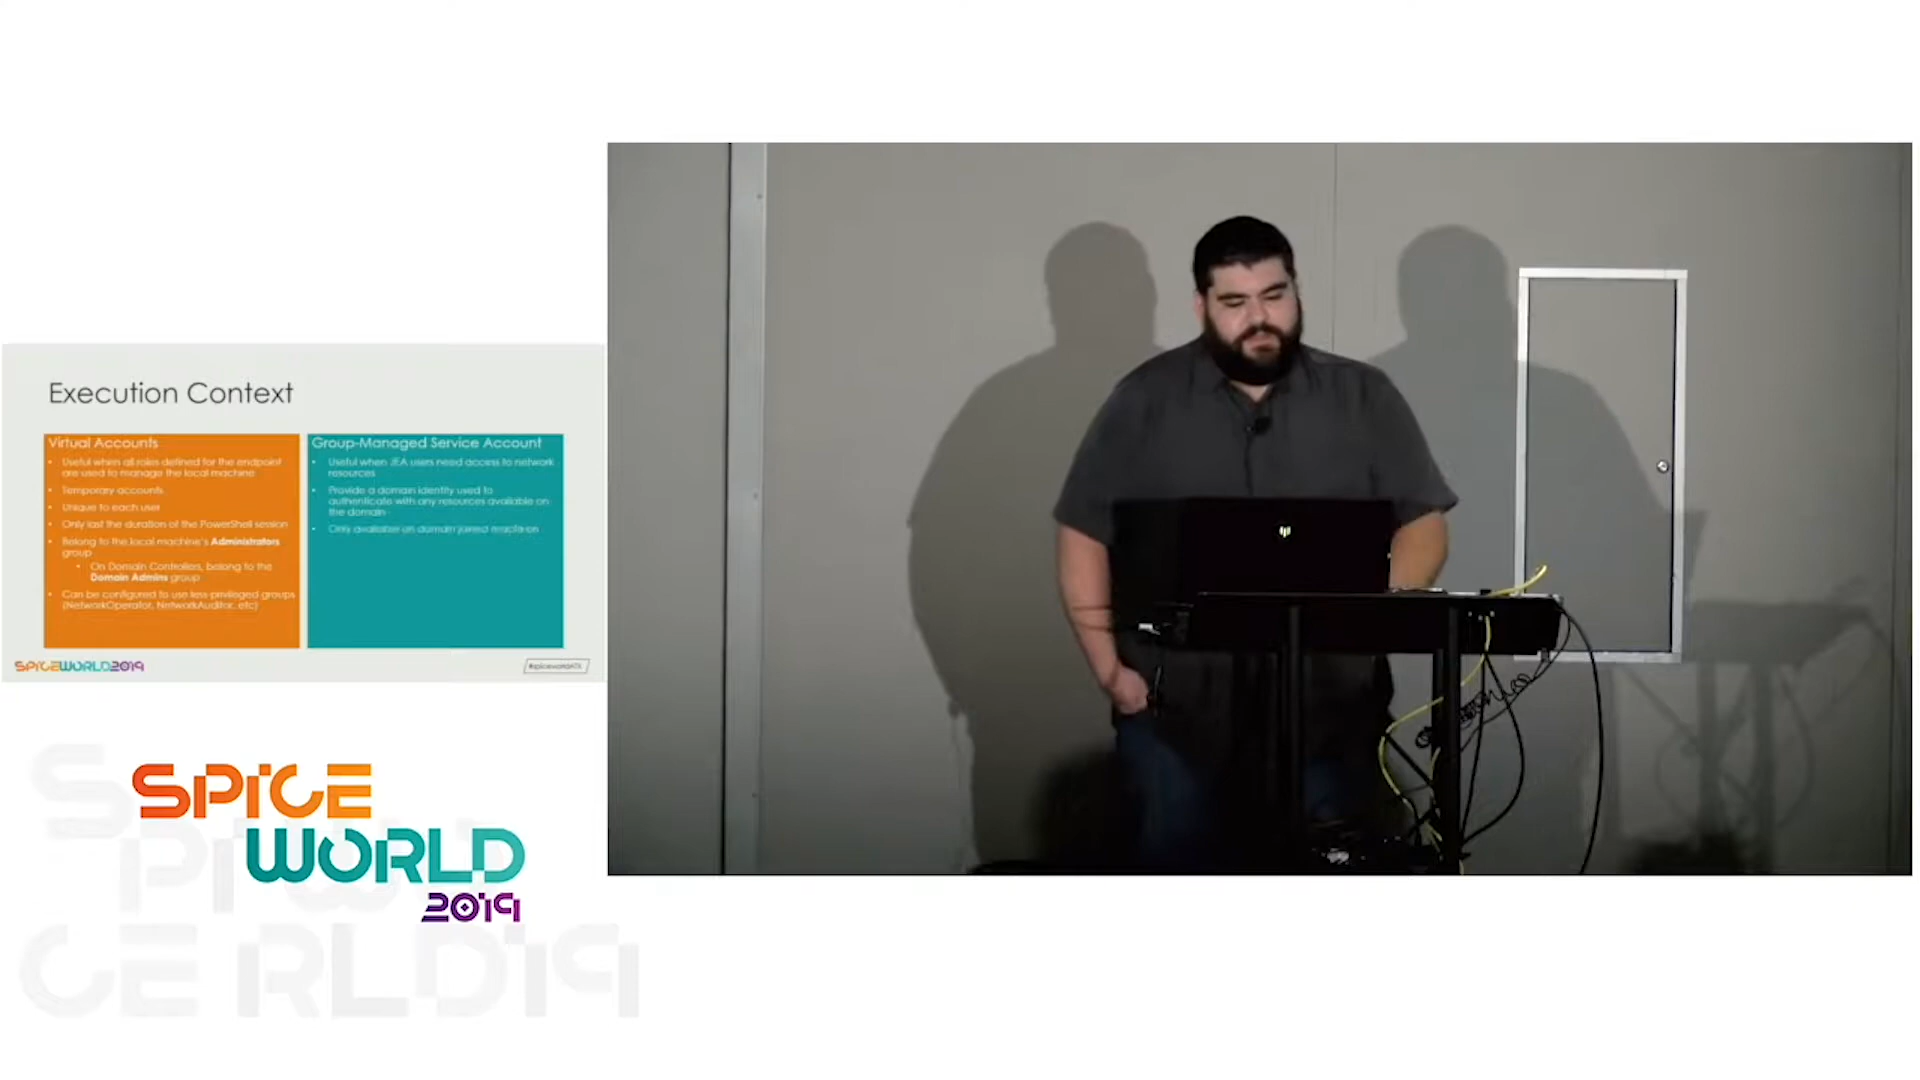 Execution Context
Virtual Accounts
• Useful when all roles defined for the endpoint
are used to manage the local machine
• Temporary accounts
• Unique to each user
• Only last the duration of the PowerShell session
• Belong to the local machine's Administrators
group
• On Domain Controllers, belong to the
Domain Admins group
• Can be configured to use less-privileged groups
(NetworkOperator, NetworkAuditor, etc)
Group-Managed Service Account
• Useful when JEA users need access to network
resources
• Provide a domain identity used to
authenticate with any resources available on
the domain
• Only available on domain joined machines
SPICEWORLD2019
#spiceworldATX
SPICE
WORLD
2019